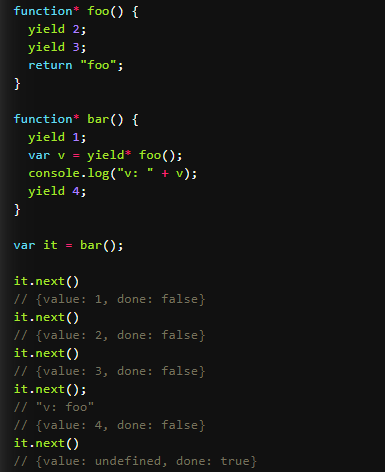 function* foo() {
  yield 2;
  yield 3;
  return "foo";
}

function* bar() {
  yield 1;
  var v = yield* foo();
  console.log("v: " + v);
  yield 4;
}

var it = bar();

it.next()
// {value: 1, done: false}
it.next()
// {value: 2, done: false}
it.next()
// {value: 3, done: false}
it.next();
// "v: foo"
// {value: 4, done: false}
it.next()
// {value: undefined, done: true}